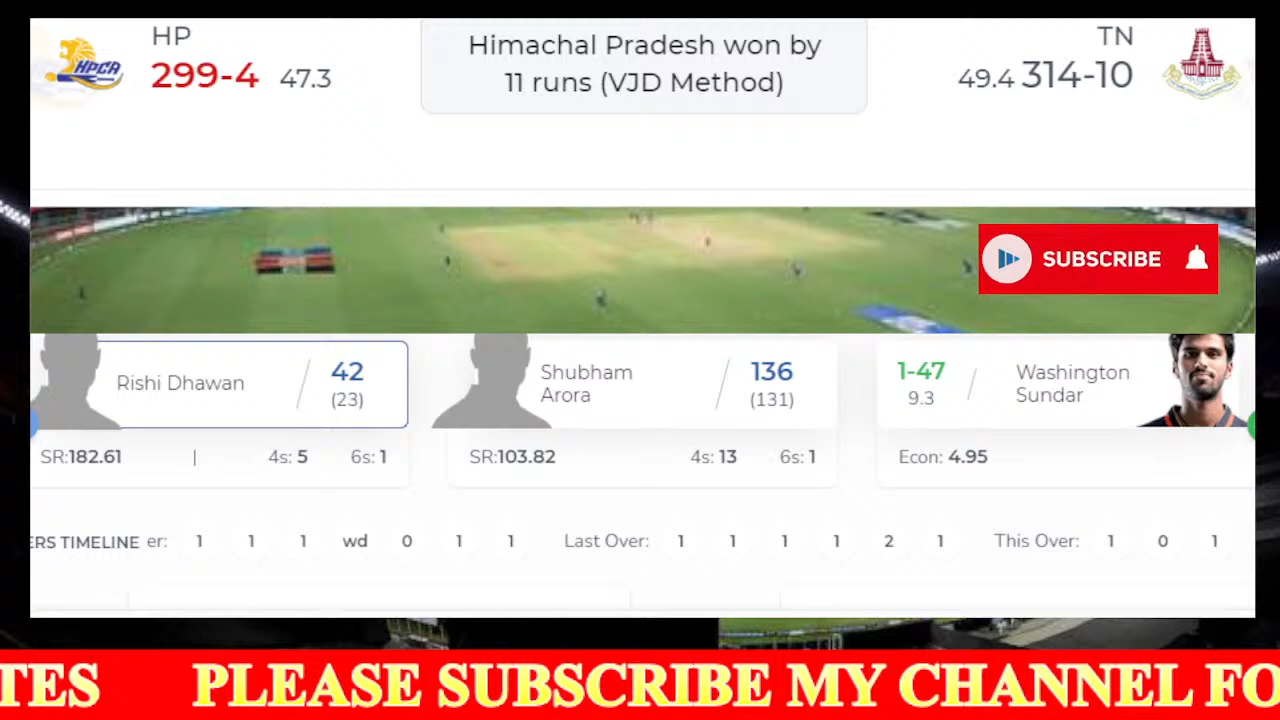 HP
299-4 47.3
HPCA
Himachal Pradesh won by
11 runs (VJD Method)
TN
49.4 314-10
SUBSCRIBE
Rishi Dhawan
42
(23)
SR:182.61 | 4s: 5 6s: 1
Shubham
Arora
136
(131)
SR:103.82 4s: 13 6s: 1
1-47
9.3
Washington
Sundar
Econ: 4.95
ERS TIMELINE er: 1 1 1 wd 0 1 1 Last Over: 1 1 1 1 2 1 This Over: 1 0 1
TES PLEASE SUBSCRIBE MY CHANNEL FO